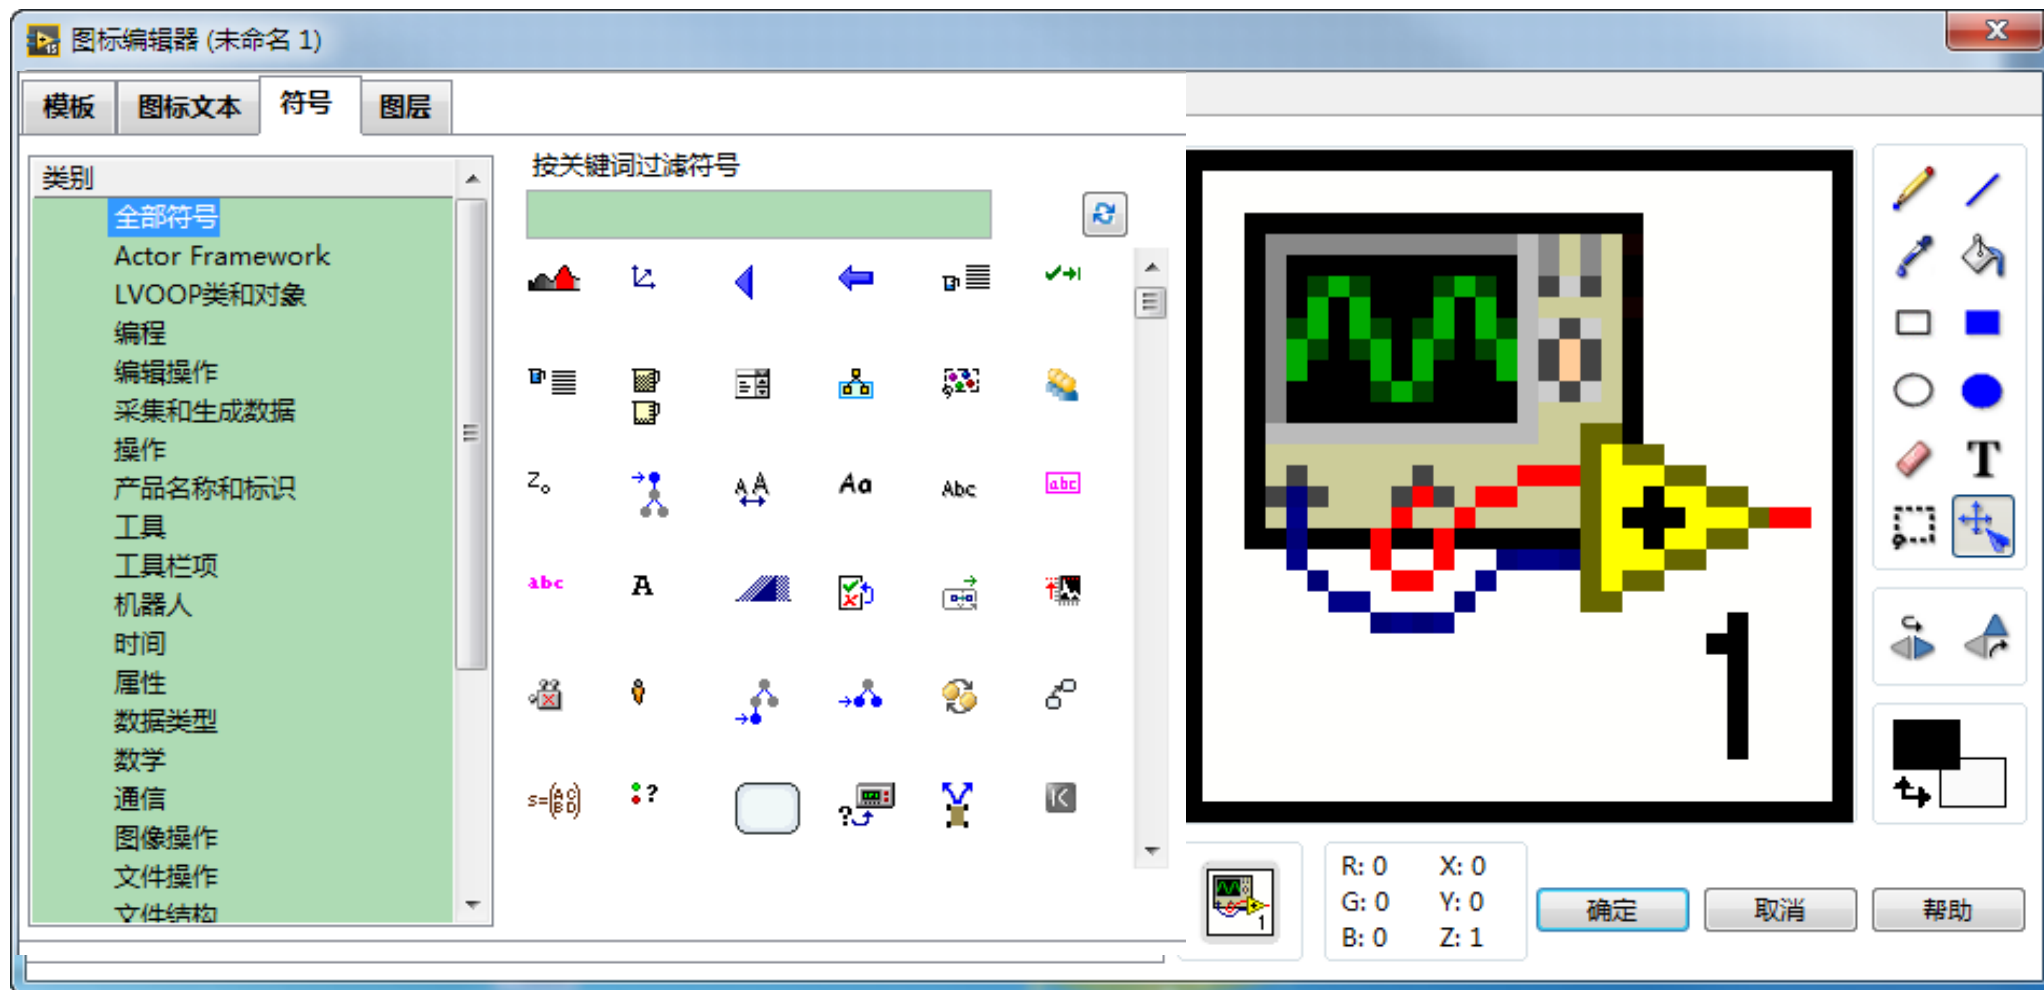 图标编辑器 (未命名 1)
模板 图标文本 符号 图层
类别
全部符号
Actor Framework
LVOOP类和对象
编程
编辑操作
采集和生成数据
操作
产品名称和标识
工具
工具栏项
机器人
时间
属性
数据类型
数学
通信
图像操作
文件操作
文件结构
按关键词过滤符号
Z₀ A A Aa Abc abc
abc A
s=(A C B D) ? ? K
T
1
R: 0 X: 0
G: 0 Y: 0
B: 0 Z: 1
确定 取消 帮助